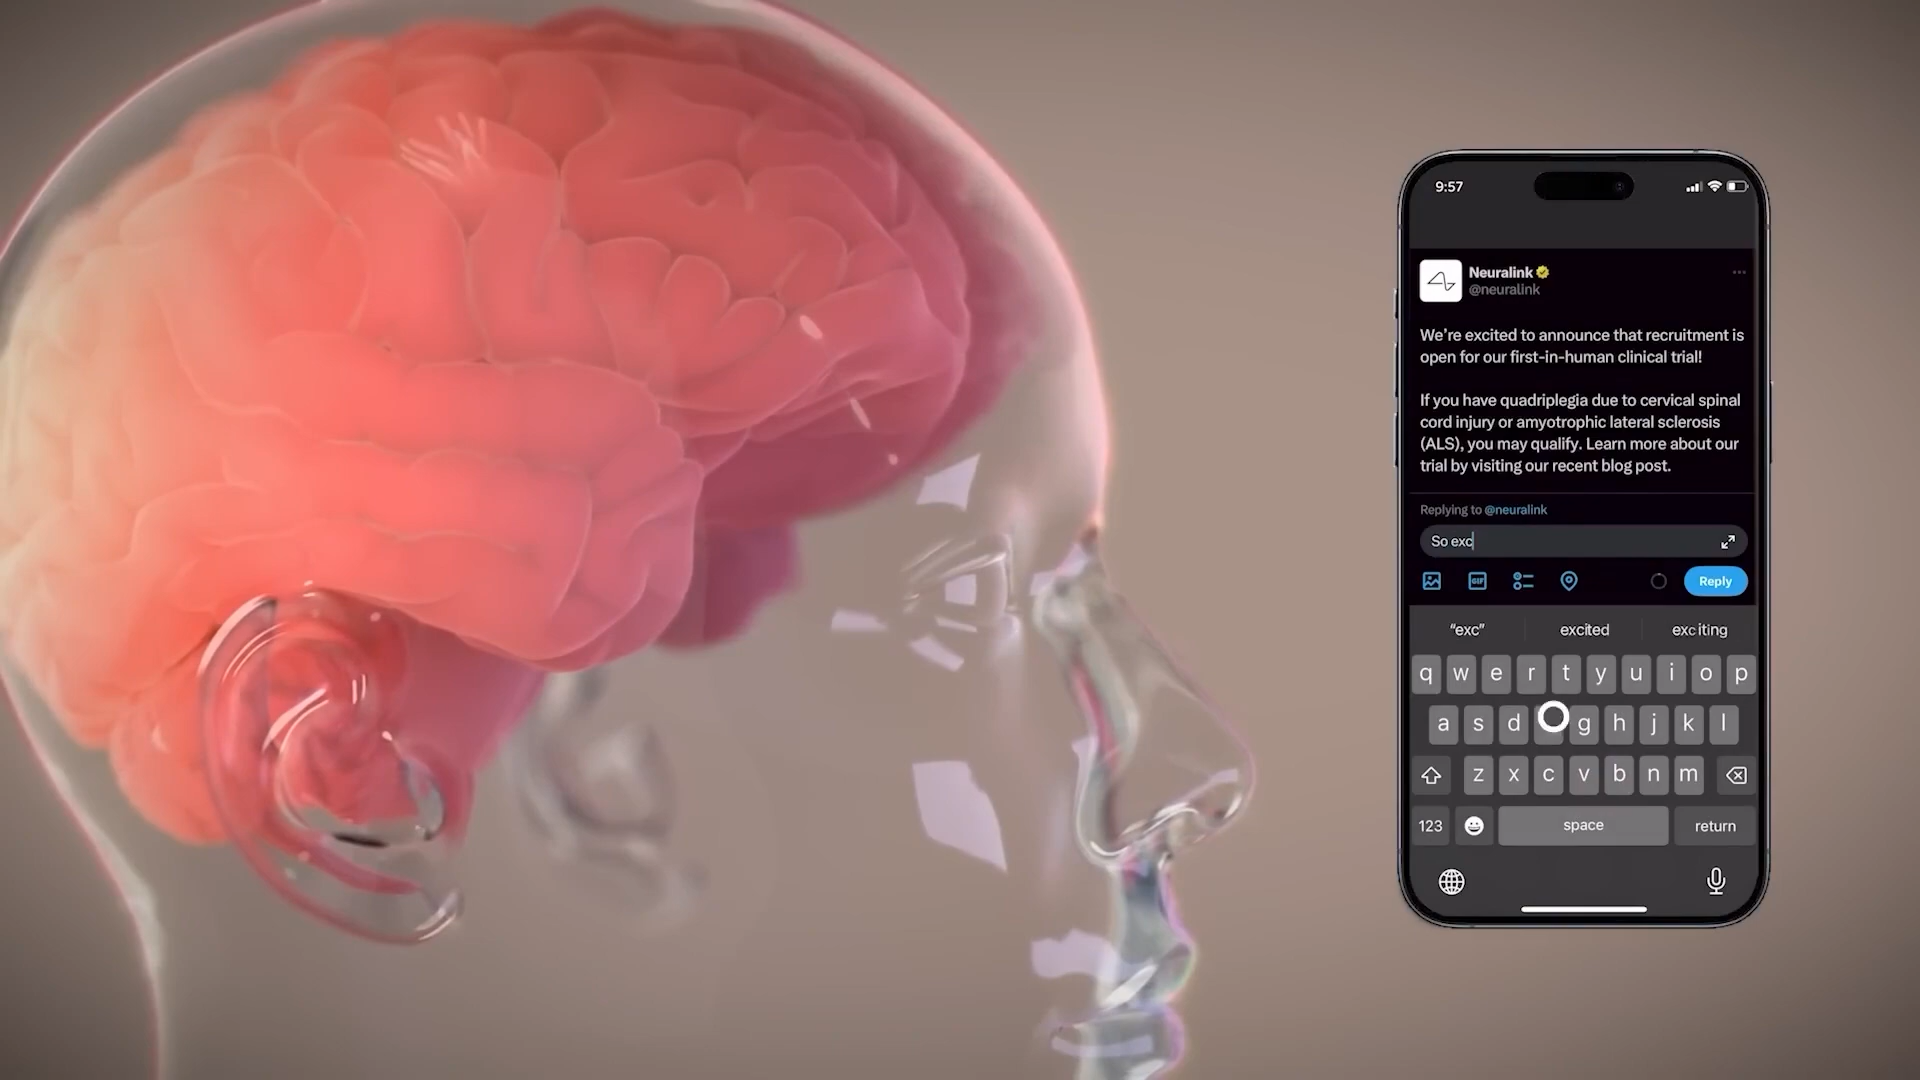 9:57
Neuralink
@neuralink
We're excited to announce that recruitment is
open for our first-in-human clinical trial!
If you have quadriplegia due to cervical spinal
cord injury or amyotrophic lateral sclerosis
(ALS), you may qualify. Learn more about our
trial by visiting our recent blog post.
Replying to @neuralink
So exc
GIF
Reply
“exc” excited exciting
q w e r t y u i o p
a s d g h j k l
z x c v b n m
123 space return